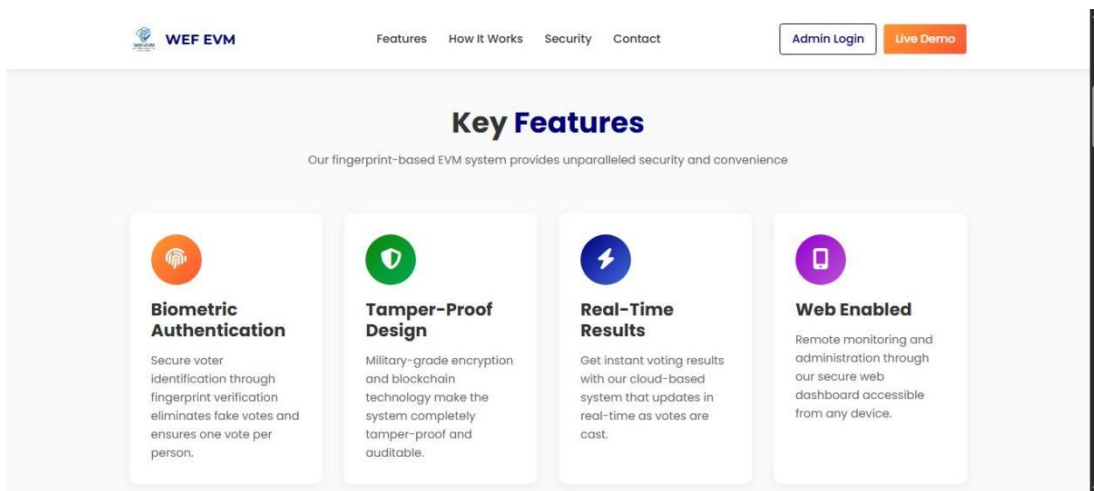 WEF EVM
Features How It Works Security Contact
Admin Login Live Demo
Key Features
Our fingerprint-based EVM system provides unparalleled security and convenience
Biometric
Authentication
Secure voter
identification through
fingerprint verification
eliminates fake votes and
ensures one vote per
person.
Tamper-Proof
Design
Military-grade encryption
and blockchain
technology make the
system completely
tamper-proof and
auditable.
Real-Time
Results
Get instant voting results
with our cloud-based
system that updates in
real-time as votes are
cast.
Web Enabled
Remote monitoring and
administration through
our secure web
dashboard accessible
from any device.